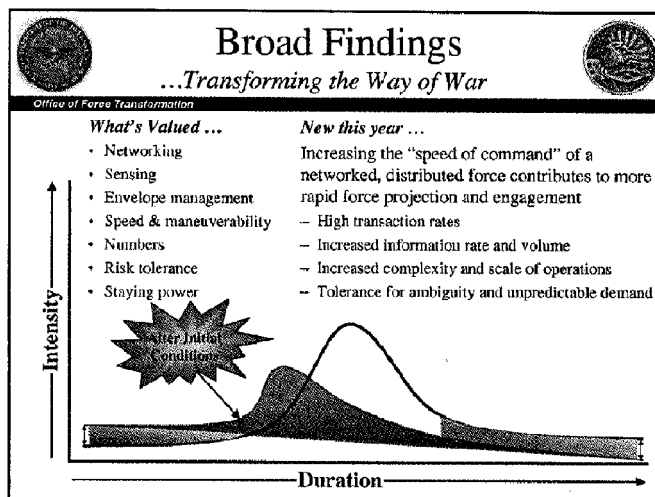 Broad Findings
...Transforming the Way of War
Office of Force Transformation
What's Valued ...
• Networking
• Sensing
• Envelope management
• Speed & maneuverability
• Numbers
• Risk tolerance
• Staying power
New this year ...
Increasing the "speed of command" of a
networked, distributed force contributes to more
rapid force projection and engagement
– High transaction rates
– Increased information rate and volume
– Increased complexity and scale of operations
– Tolerance for ambiguity and unpredictable demand
Intensity
Initial
Conditions
Duration